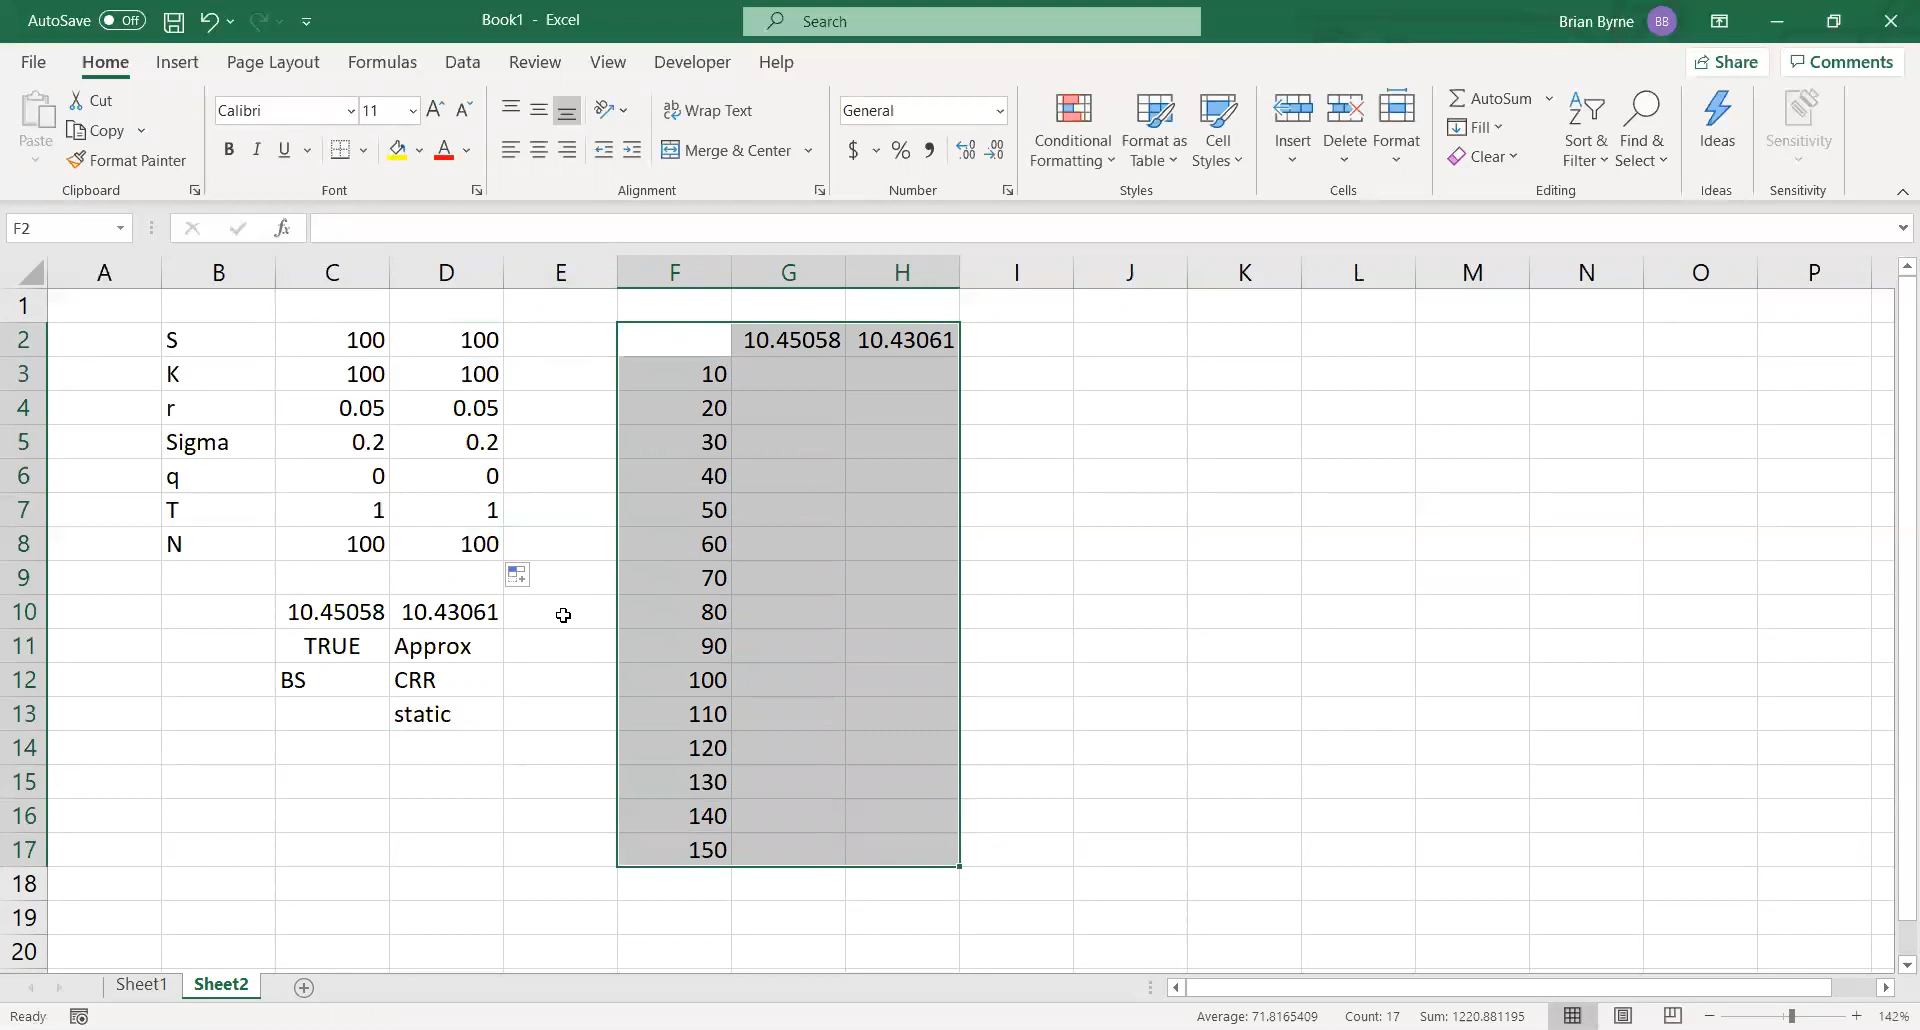 AutoSave Off Book1 - Excel Search Brian Byrne BB
File Home Insert Page Layout Formulas Data Review View Developer Help Share Comments
Paste Cut Copy Format Painter
Calibri 11
B I U A
ab Wrap Text
Merge & Center
General
$ % 9
Conditional Formatting Format as Table Cell Styles
Insert Delete Format
AutoSum Fill Clear
Sort & Filter Find & Select
Ideas Sensitivity
Clipboard Font Alignment Number Styles Cells Editing Ideas Sensitivity
F2 fx
A B C D E F G H I J K L M N O P
1
2 S 100 100 10.45058 10.43061
3 K 100 100 10
4 r 0.05 0.05 20
5 Sigma 0.2 0.2 30
6 q 0 0 40
7 T 1 1 50
8 N 100 100 60
9 70
10 10.45058 10.43061 80
11 TRUE Approx 90
12 BS CRR 100
13 static 110
14 120
15 130
16 140
17 150
18
19
20
Sheet1 Sheet2
Ready Average: 71.8165409 Count: 17 Sum: 1220.881195 142%